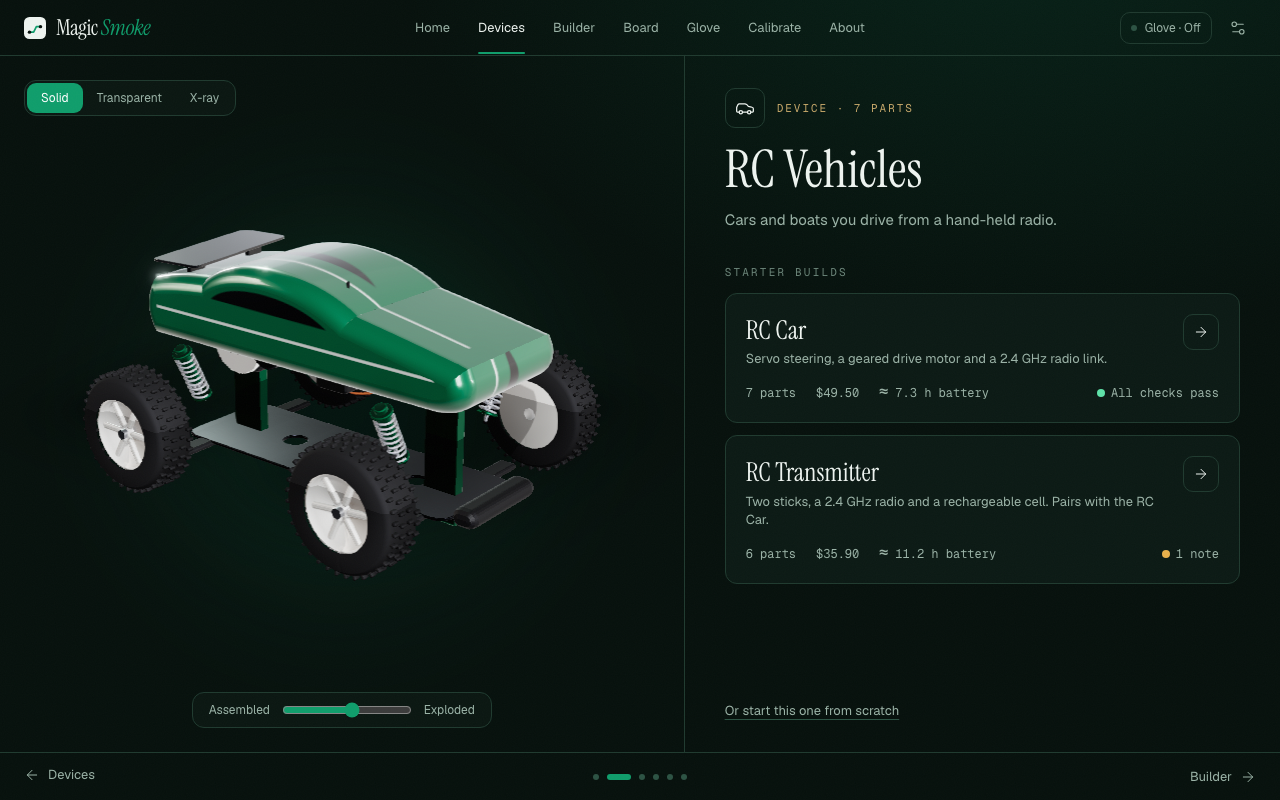 Magic Smoke
Home
Devices
Builder
Board
Glove
Calibrate
About
Glove · Off
Solid
Transparent
X-ray
DEVICE · 7 PARTS
RC Vehicles
Cars and boats you drive from a hand-held radio.
STARTER BUILDS
RC Car
Servo steering, a geared drive motor and a 2.4 GHz radio link.
7 parts $49.50 ≈ 7.3 h battery
All checks pass
RC Transmitter
Two sticks, a 2.4 GHz radio and a rechargeable cell. Pairs with the RC
Car.
6 parts $35.90 ≈ 11.2 h battery
1 note
Assembled
Exploded
Or start this one from scratch
Devices
Builder